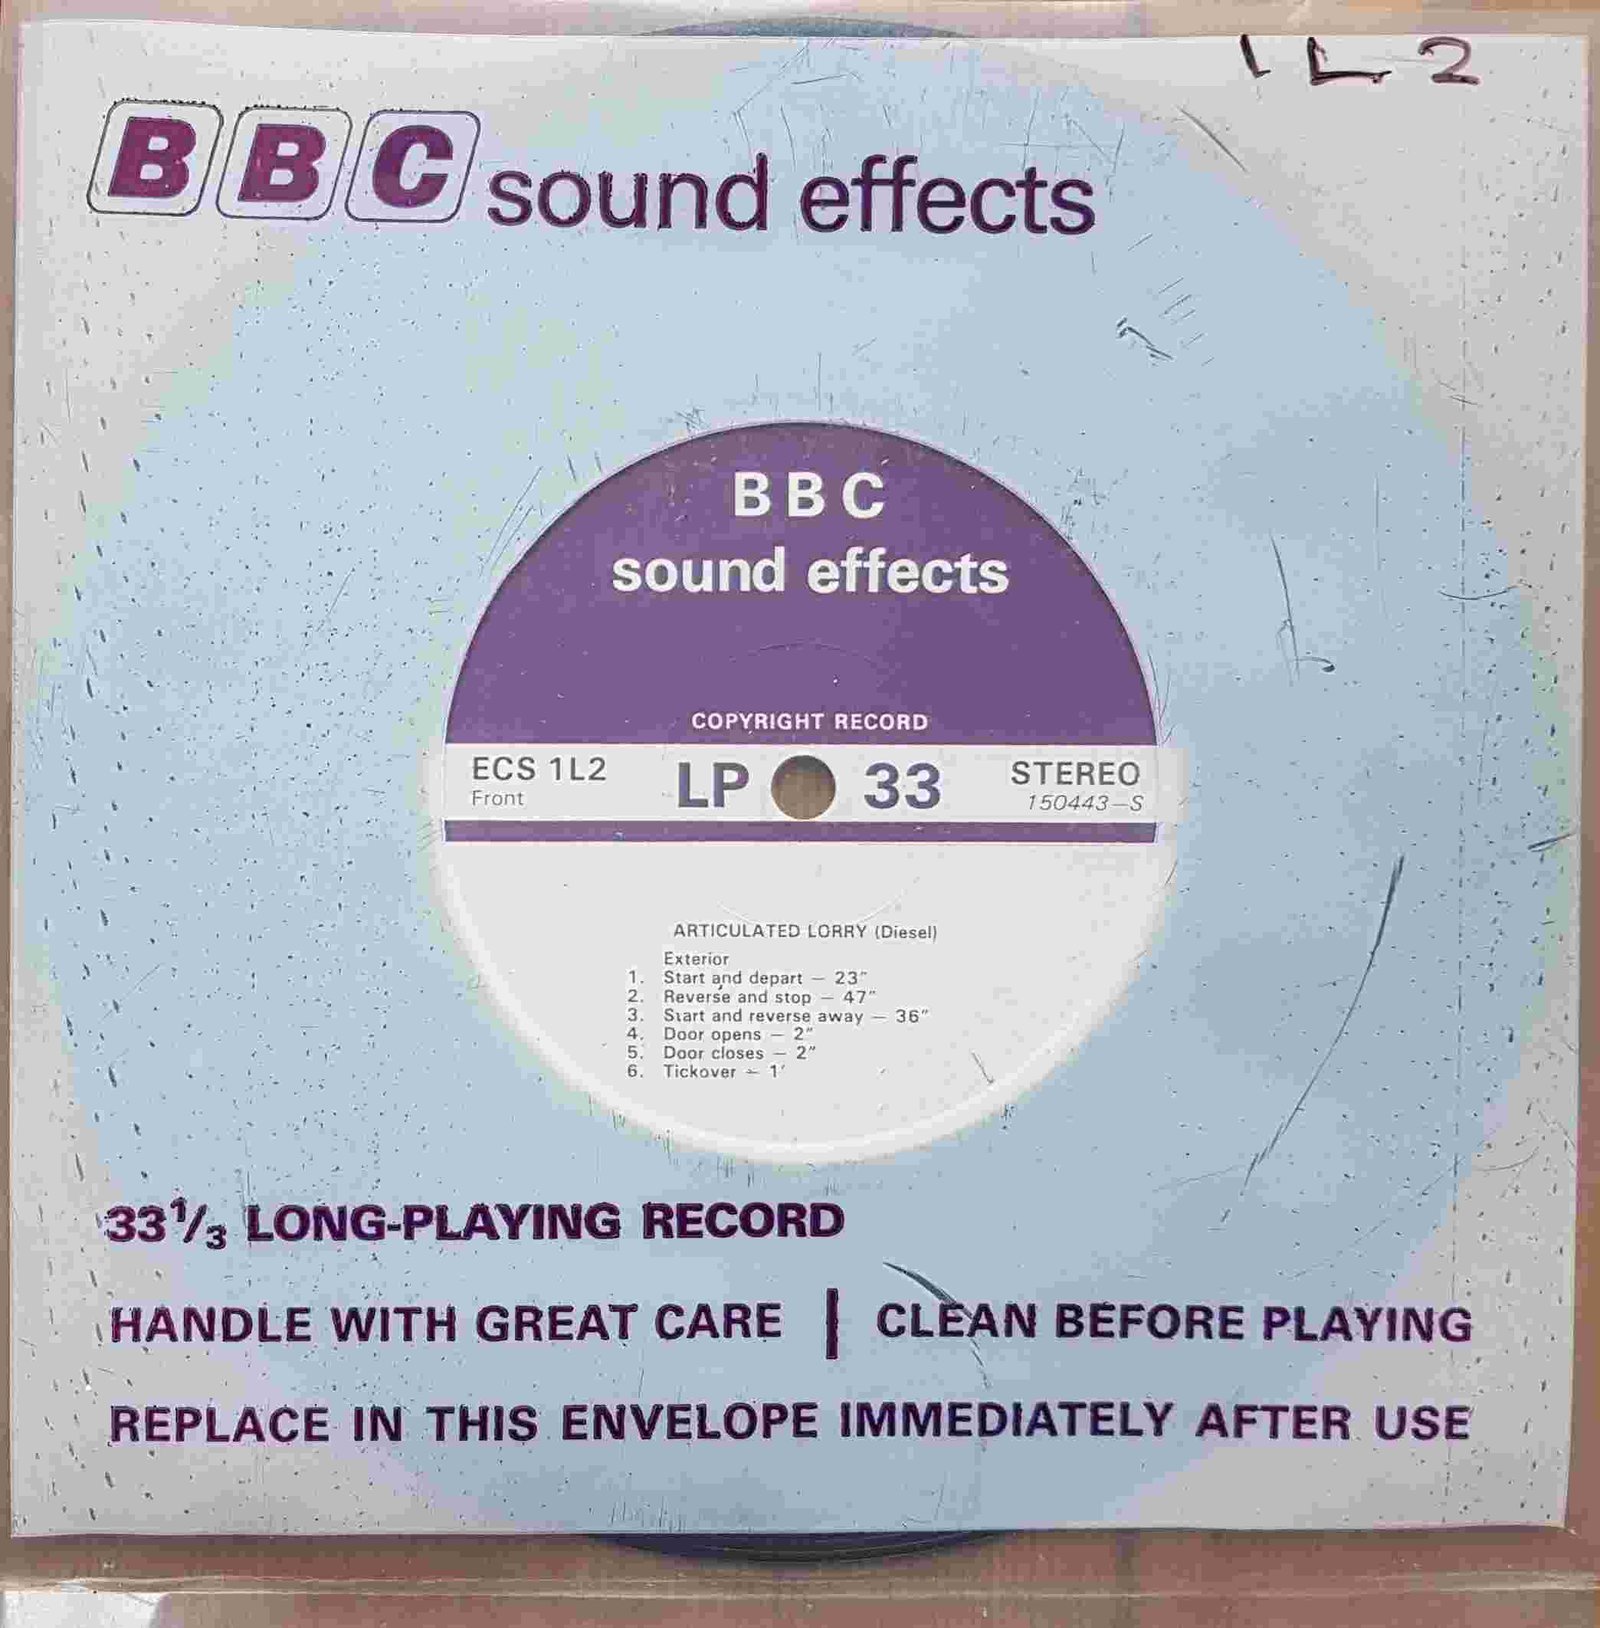 1L2
BBC sound effects
BBC
sound effects
COPYRIGHT RECORD
ECS 1L2 LP 33 STEREO
Front 150443-S
ARTICULATED LORRY (Diesel)
Exterior
1. Start and depart — 23"
2. Reverse and stop — 47"
3. Start and reverse away — 36"
4. Door opens — 2"
5. Door closes — 2"
6. Tickover — 1'
33 1/3 LONG-PLAYING RECORD
HANDLE WITH GREAT CARE | CLEAN BEFORE PLAYING
REPLACE IN THIS ENVELOPE IMMEDIATELY AFTER USE